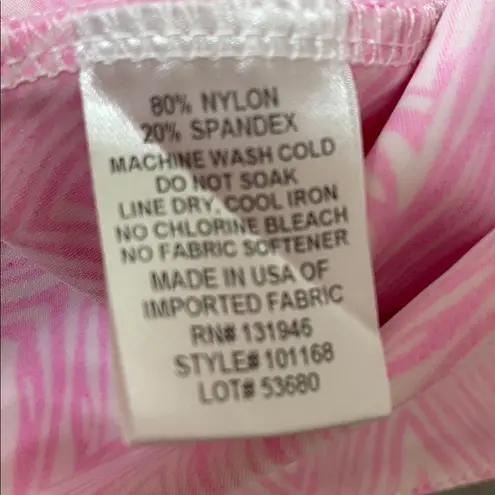 80% NYLON
20% SPANDEX
MACHINE WASH COLD
DO NOT SOAK
LINE DRY, COOL IRON
NO CHLORINE BLEACH
NO FABRIC SOFTENER
MADE IN USA OF
IMPORTED FABRIC
RN# 131946
STYLE# 101168
LOT# 53680